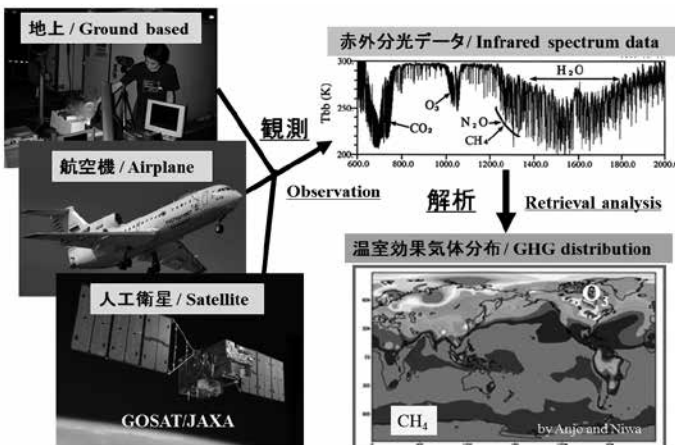 地上 / Ground based
航空機 / Airplane
人工衛星 / Satellite
GOSAT/JAXA
観測
Observation
赤外分光データ/ Infrared spectrum data
Tbb (K)
300
250
200
H₂O
O₃
CO₂
N₂O
CH₄
600.0 800.0 1000.0 1200.0 1400.0 1600.0 1800.0 2000.0
解析
Retrieval analysis
温室効果気体分布/ GHG distribution
CH₄
by Anjo and Niwa